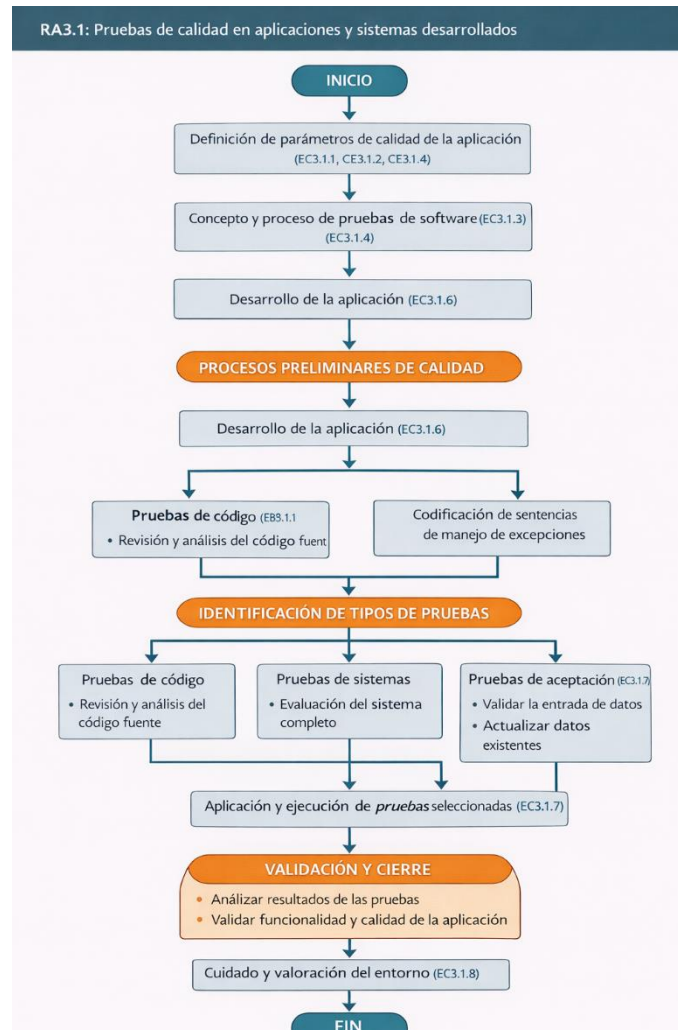 RA3.1: Pruebas de calidad en aplicaciones y sistemas desarrollados
INICIO
Definición de parámetros de calidad de la aplicación
(EC3.1.1, CE3.1.2, CE3.1.4)
Concepto y proceso de pruebas de software (EC3.1.3)
(EC3.1.4)
Desarrollo de la aplicación (EC3.1.6)
PROCESOS PRELIMINARES DE CALIDAD
Desarrollo de la aplicación (EC3.1.6)
Pruebas de código (EB3.1.1
• Revisión y análisis del código fuent
Codificación de sentencias
de manejo de excepciones
IDENTIFICACIÓN DE TIPOS DE PRUEBAS
Pruebas de código
• Revisión y análisis del
código fuente
Pruebas de sistemas
• Evaluación del sistema
completo
Pruebas de aceptación (EC3.1.7)
• Validar la entrada de datos
• Actualizar datos
existentes
Aplicación y ejecución de pruebas seleccionadas (EC3.1.7)
VALIDACIÓN Y CIERRE
• Análizar resultados de las pruebas
• Validar funcionalidad y calidad de la aplicación
Cuidado y valoración del entorno (EC3.1.8)
FIN